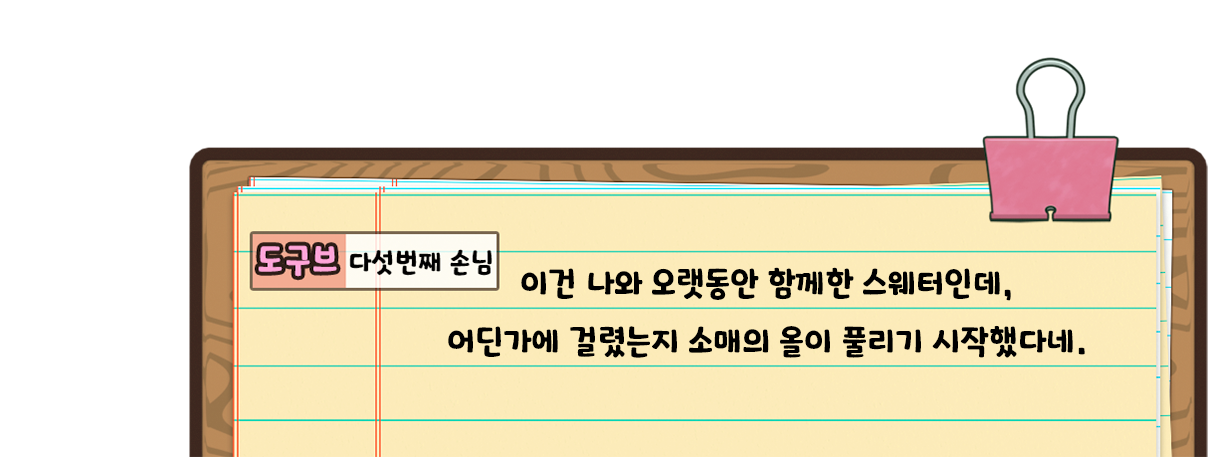 도구브 다섯번째 손님
이건 나와 오랫동안 함께한 스웨터인데,
어딘가에 걸렸는지 소매의 올이 풀리기 시작했다네.